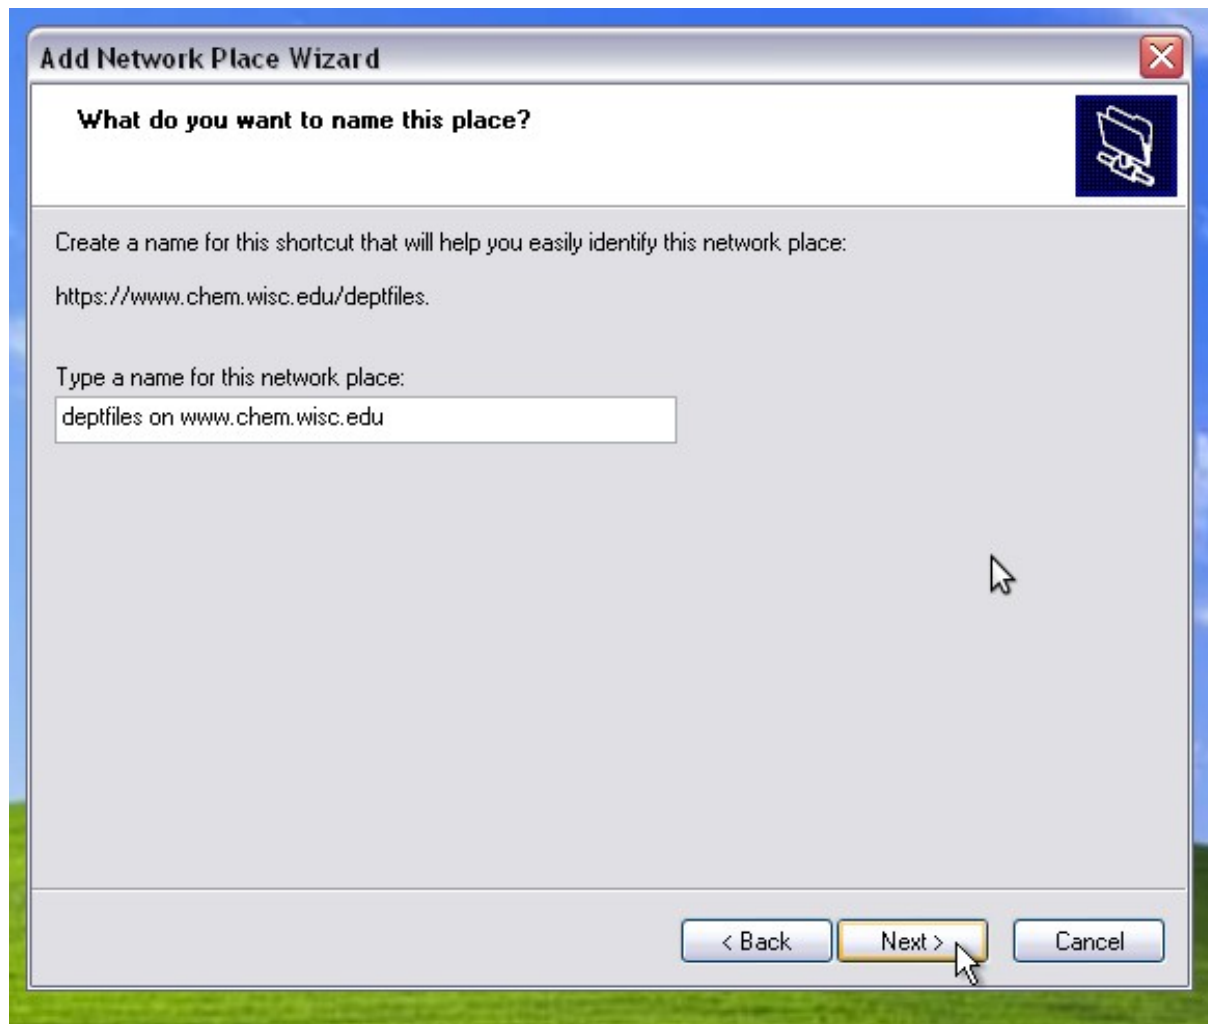 Add Network Place Wizard
What do you want to name this place?
Create a name for this shortcut that will help you easily identify this network place:
https://www.chem.wisc.edu/deptfiles.
Type a name for this network place:
deptfiles on www.chem.wisc.edu
< Back Next > Cancel